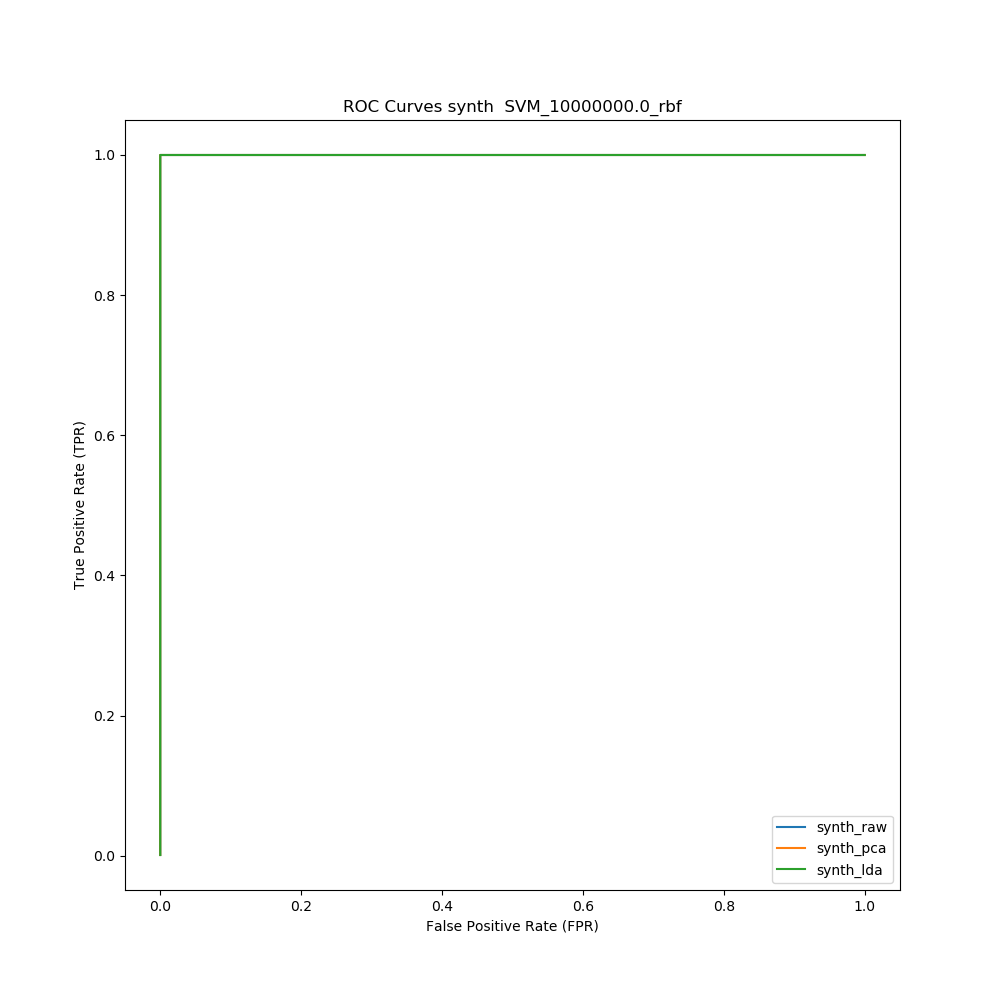 ROC Curves synth  SVM_10000000.0_rbf
True Positive Rate (TPR)
1.0
0.8
0.6
0.4
0.2
0.0
0.0 0.2 0.4 0.6 0.8 1.0
False Positive Rate (FPR)
synth_raw
synth_pca
synth_lda